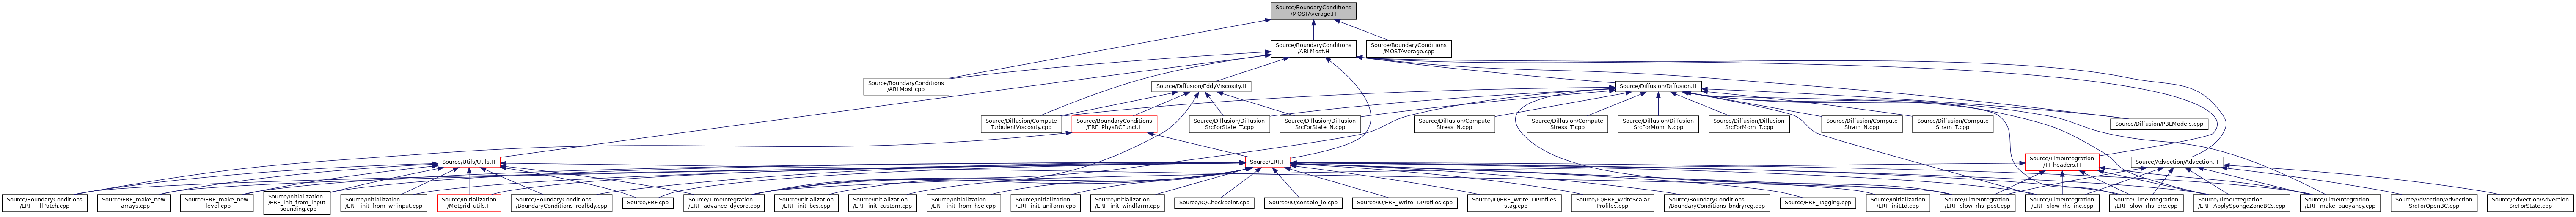 Source/BoundaryConditions
/MOSTAverage.H
Source/BoundaryConditions
/ABLMost.H
Source/BoundaryConditions
/MOSTAverage.cpp
Source/BoundaryConditions
/ABLMost.cpp
Source/Diffusion/EddyViscosity.H
Source/Diffusion/Diffusion.H
Source/Diffusion/Compute
TurbulentViscosity.cpp
Source/BoundaryConditions
/ERF_PhysBCFunct.H
Source/Diffusion/Diffusion
SrcForState_T.cpp
Source/Diffusion/Diffusion
SrcForState_N.cpp
Source/Diffusion/Compute
Stress_N.cpp
Source/Diffusion/Compute
Stress_T.cpp
Source/Diffusion/Diffusion
SrcForMom_N.cpp
Source/Diffusion/Diffusion
SrcForMom_T.cpp
Source/Diffusion/Compute
Strain_N.cpp
Source/Diffusion/Compute
Strain_T.cpp
Source/Diffusion/PBLModels.cpp
Source/Utils/Utils.H
Source/ERF.H
Source/TimeIntegration
/TI_headers.H
Source/Advection/Advection.H
Source/BoundaryConditions
/ERF_FillPatch.cpp
Source/ERF_make_new
_arrays.cpp
Source/ERF_make_new
_level.cpp
Source/Initialization
/ERF_init_from_input
_sounding.cpp
Source/Initialization
/ERF_init_from_wrfinput.cpp
Source/Initialization
/Metgrid_utils.H
Source/BoundaryConditions
/BoundaryConditions_realbdy.cpp
Source/ERF.cpp
Source/TimeIntegration
/ERF_advance_dycore.cpp
Source/Initialization
/ERF_init_bcs.cpp
Source/Initialization
/ERF_init_custom.cpp
Source/Initialization
/ERF_init_from_hse.cpp
Source/Initialization
/ERF_init_uniform.cpp
Source/Initialization
/ERF_init_windfarm.cpp
Source/IO/Checkpoint.cpp
Source/IO/console_io.cpp
Source/IO/ERF_Write1DProfiles.cpp
Source/IO/ERF_Write1DProfiles
_stag.cpp
Source/IO/ERF_WriteScalar
Profiles.cpp
Source/BoundaryConditions
/BoundaryConditions_bndryreg.cpp
Source/ERF_Tagging.cpp
Source/Initialization
/ERF_init1d.cpp
Source/TimeIntegration
/ERF_slow_rhs_post.cpp
Source/TimeIntegration
/ERF_slow_rhs_inc.cpp
Source/TimeIntegration
/ERF_slow_rhs_pre.cpp
Source/TimeIntegration
/ERF_ApplySpongeZoneBCs.cpp
Source/TimeIntegration
/ERF_make_buoyancy.cpp
Source/Advection/Advection
SrcForOpenBC.cpp
Source/Advection/Advection
SrcForState.cpp